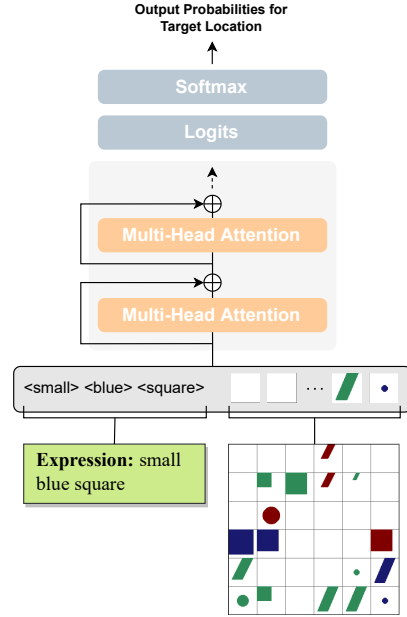 Output Probabilities for
Target Location
Softmax
Logits
Multi-Head Attention
Multi-Head Attention
<small> <blue> <square> ...
Expression: small
blue square